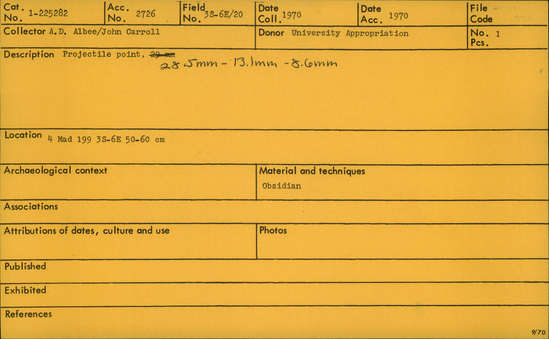 Cat. No. 1-225282 Acc. No. 2726 Field No. 3S-6E/20 Date Coll. 1970 Date Acc. 1970 File Code
Collector A.D. Albee/John Carroll Donor University Appropriation No. 1 Pcs.
Description Projectile point, 29 mm
28.5mm - 13.1mm - 8.6mm
Location 4 Mad 199 3S-6E 50-60 cm
Archaeological context Material and techniques
Obsidian
Associations
Attributions of dates, culture and use Photos
Published
Exhibited
References
9/70